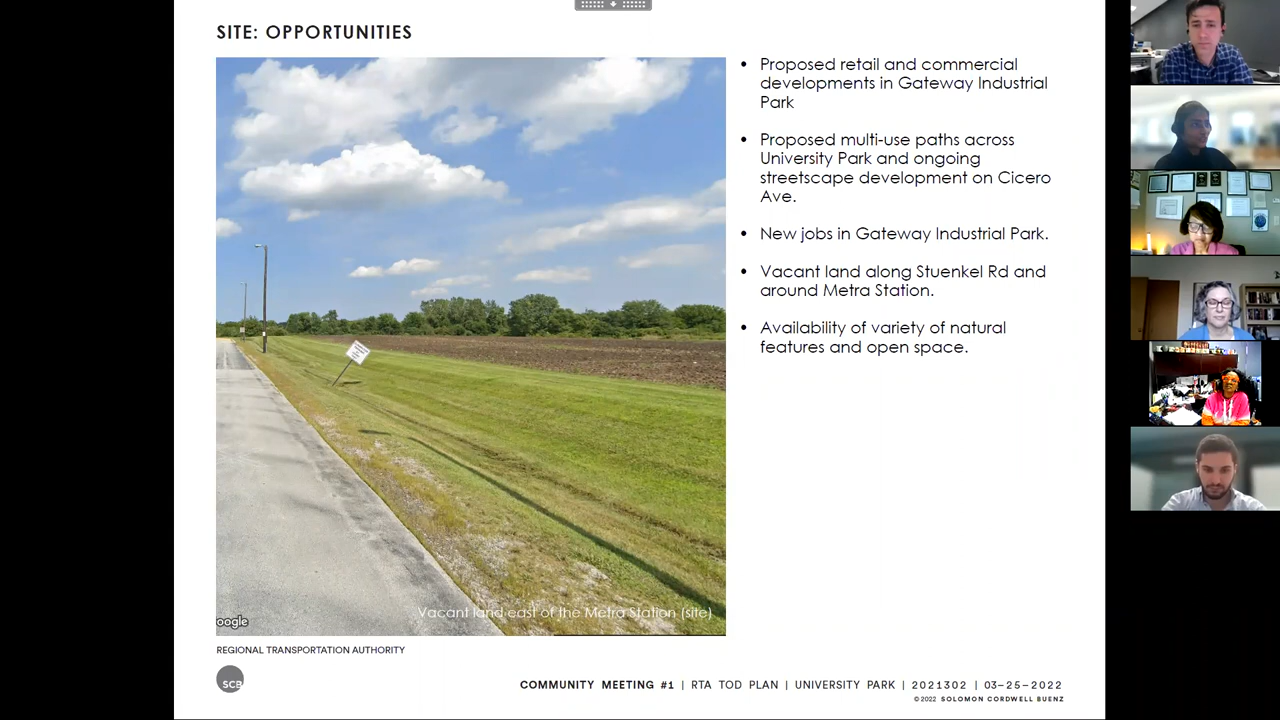 SITE: OPPORTUNITIES
• Proposed retail and commercial
developments in Gateway Industrial
Park
• Proposed multi-use paths across
University Park and ongoing
streetscape development on Cicero
Ave.
• New jobs in Gateway Industrial Park.
• Vacant land along Stuenkel Rd and
around Metra Station.
• Availability of variety of natural
features and open space.
Vacant land east of the Metra Station (site)
oogle
REGIONAL TRANSPORTATION AUTHORITY
SCB
COMMUNITY MEETING #1 | RTA TOD PLAN | UNIVERSITY PARK | 2021302 | 03-25-2022
©2022 SOLOMON CORDWELL BUENZ